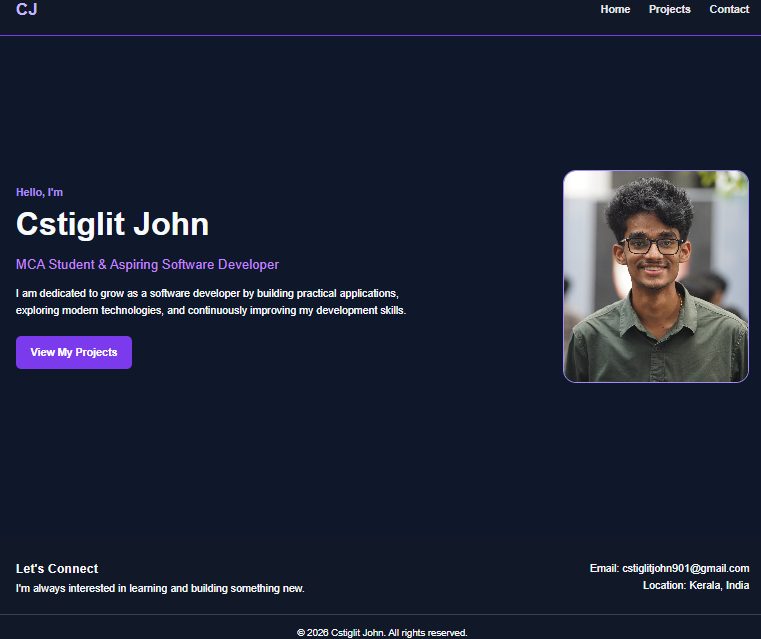 CJ
Home Projects Contact
Hello, I'm
Cstiglit John
MCA Student & Aspiring Software Developer
I am dedicated to grow as a software developer by building practical applications,
exploring modern technologies, and continuously improving my development skills.
View My Projects
Let's Connect
I'm always interested in learning and building something new.
Email: cstiglitjohn901@gmail.com
Location: Kerala, India
© 2026 Cstiglit John. All rights reserved.